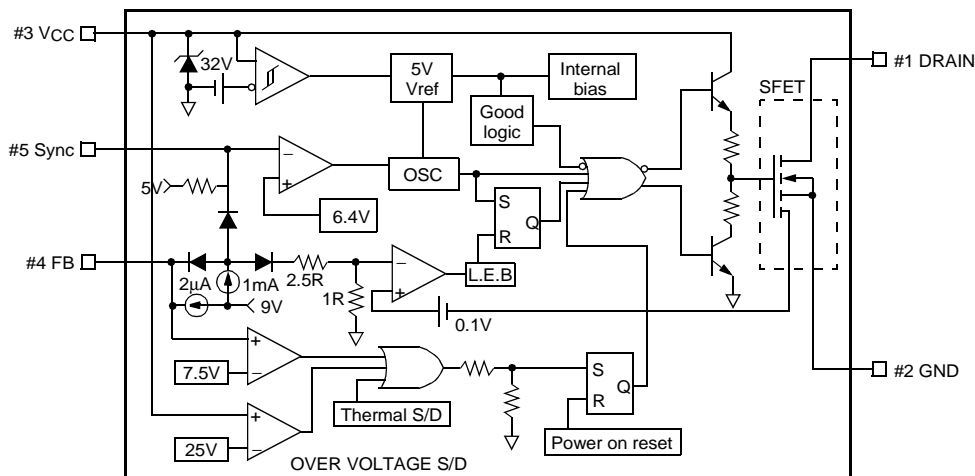 #3 VCC
32V
5V
Vref
Internal
bias
Good
logic
#1 DRAIN
SFET
#5 Sync
5V
OSC
6.4V
S
R
Q
#4 FB
2μA
1mA
9V
2.5R
1R
L.E.B
0.1V
7.5V
25V
Thermal S/D
S
R
Q
Power on reset
OVER VOLTAGE S/D
#2 GND
−
+
−
+
+
−
+
−